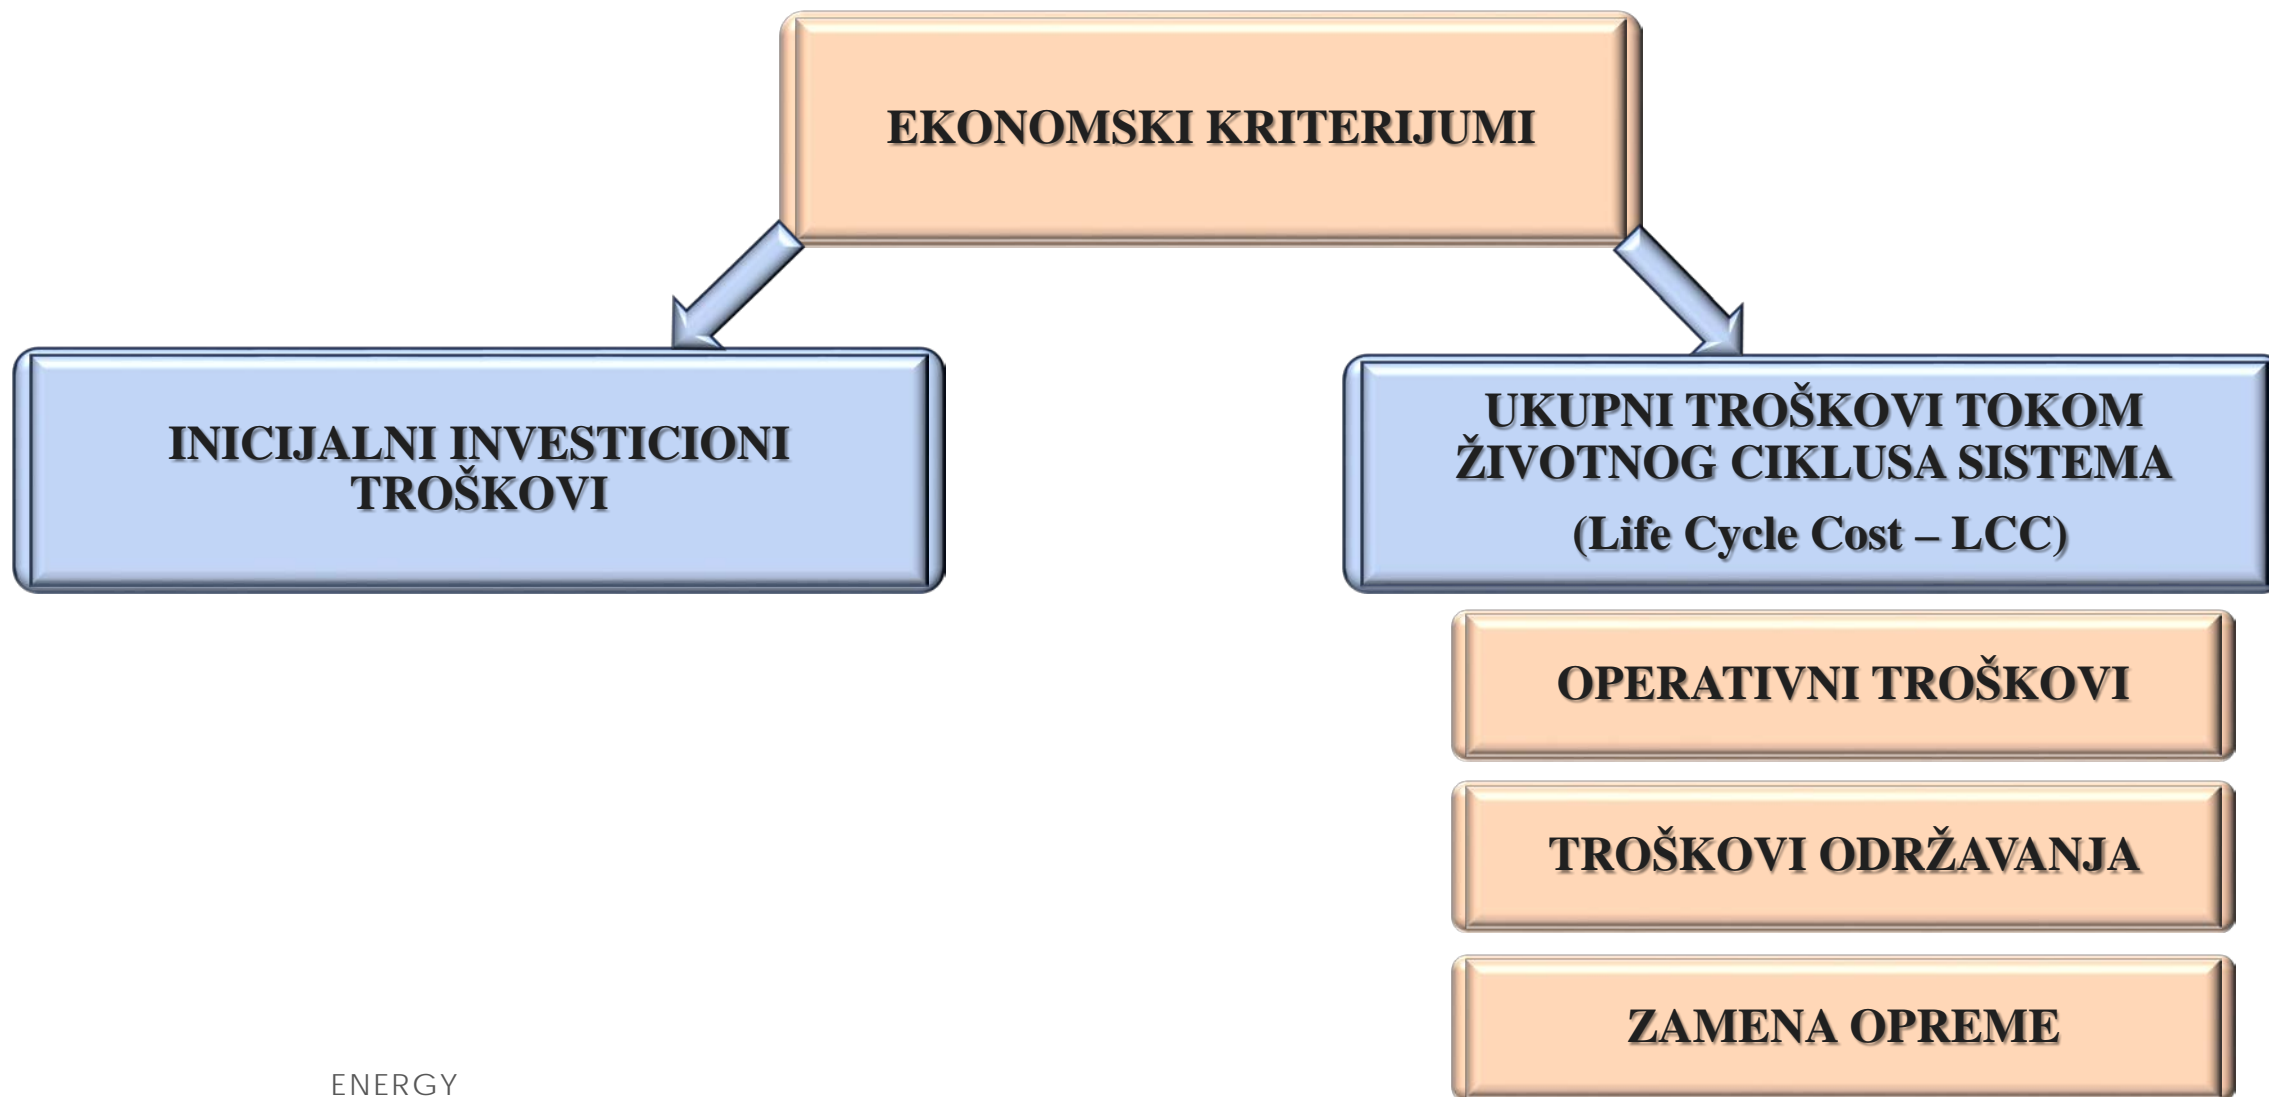 EKONOMSKI KRITERIJUMI
INICIJALNI INVESTICIONI
TROŠKOVI
UKUPNI TROŠKOVI TOKOM
ŽIVOTNOG CIKLUSA SISTEMA
(Life Cycle Cost – LCC)
OPERATIVNI TROŠKOVI
TROŠKOVI ODRŽAVANJA
ZAMENA OPREME
ENERGY